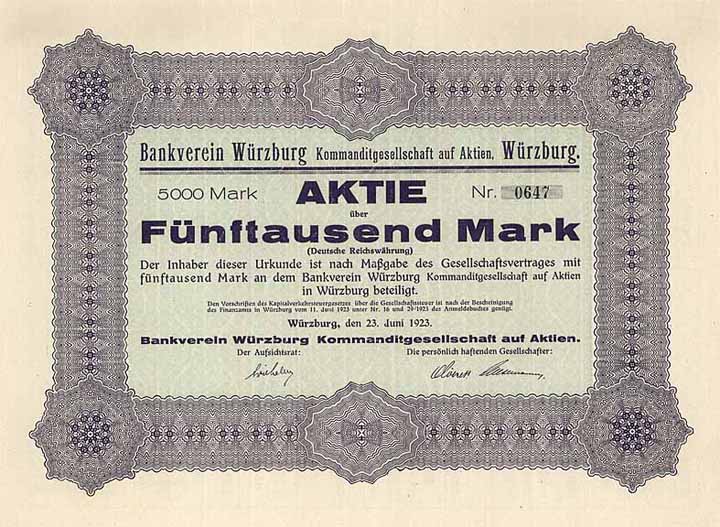 Bankverein Würzburg Kommanditgesellschaft auf Aktien, Würzburg.
5000 Mark AKTIE Nr. 0647
über
Fünftausend Mark
(Deutsche Reichswährung)
Der Inhaber dieser Urkunde ist nach Maßgabe des Gesellschaftsvertrages mit
fünftausend Mark an dem Bankverein Würzburg Kommanditgesellschaft auf Aktien
in Würzburg beteiligt.
Den Vorschriften des Kapitalverkehrsteuergesetzes über die Gesellschaftssteuer ist nach der Bescheinigung
des Finanzamtes in Würzburg vom 11. Juni 1923 unter Nr. 16 und 29/1923 des Anmeldebuches genügt.
Würzburg, den 23. Juni 1923.
Bankverein Würzburg Kommanditgesellschaft auf Aktien.
Der Aufsichtsrat: Die persönlich haftenden Gesellschafter: